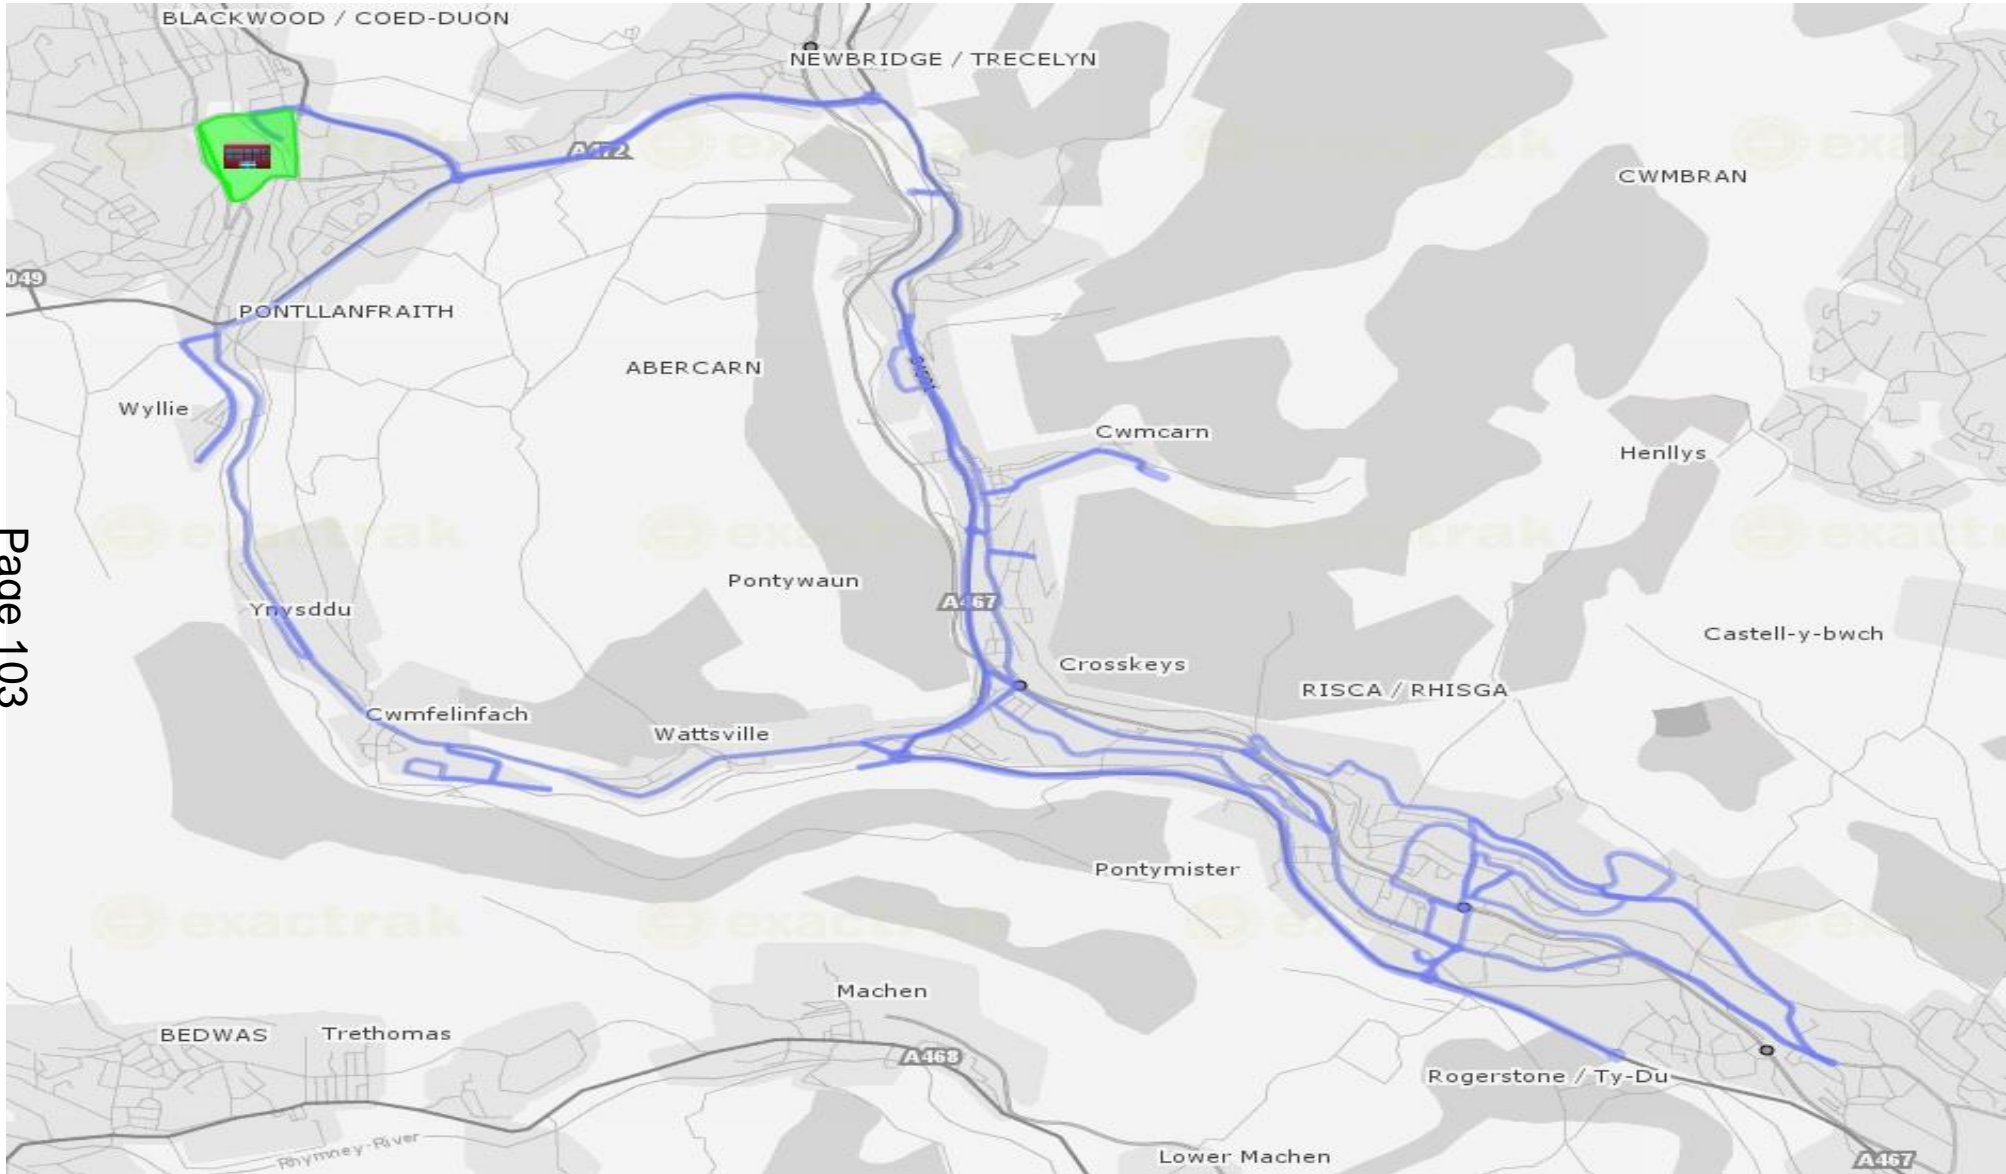 BLACKWOOD / COED-DUON
NEWBRIDGE / TRECELYN
A472
CWMBRAN
049
PONTLLANFRAITH
ABERCARN
Wyllie
Cwmcarn
Henllys
exactrak
Page 103
Pontywaun
A467
Ynysddu
Castell-y-bwch
Crosskeys
RISCA / RHISGA
Cwmfelinfach
Wattsville
Pontymister
exactrak
Machen
BEDWAS
Trethomas
A468
Rogerstone / Ty-Du
Rhymney-River
Lower Machen
A467